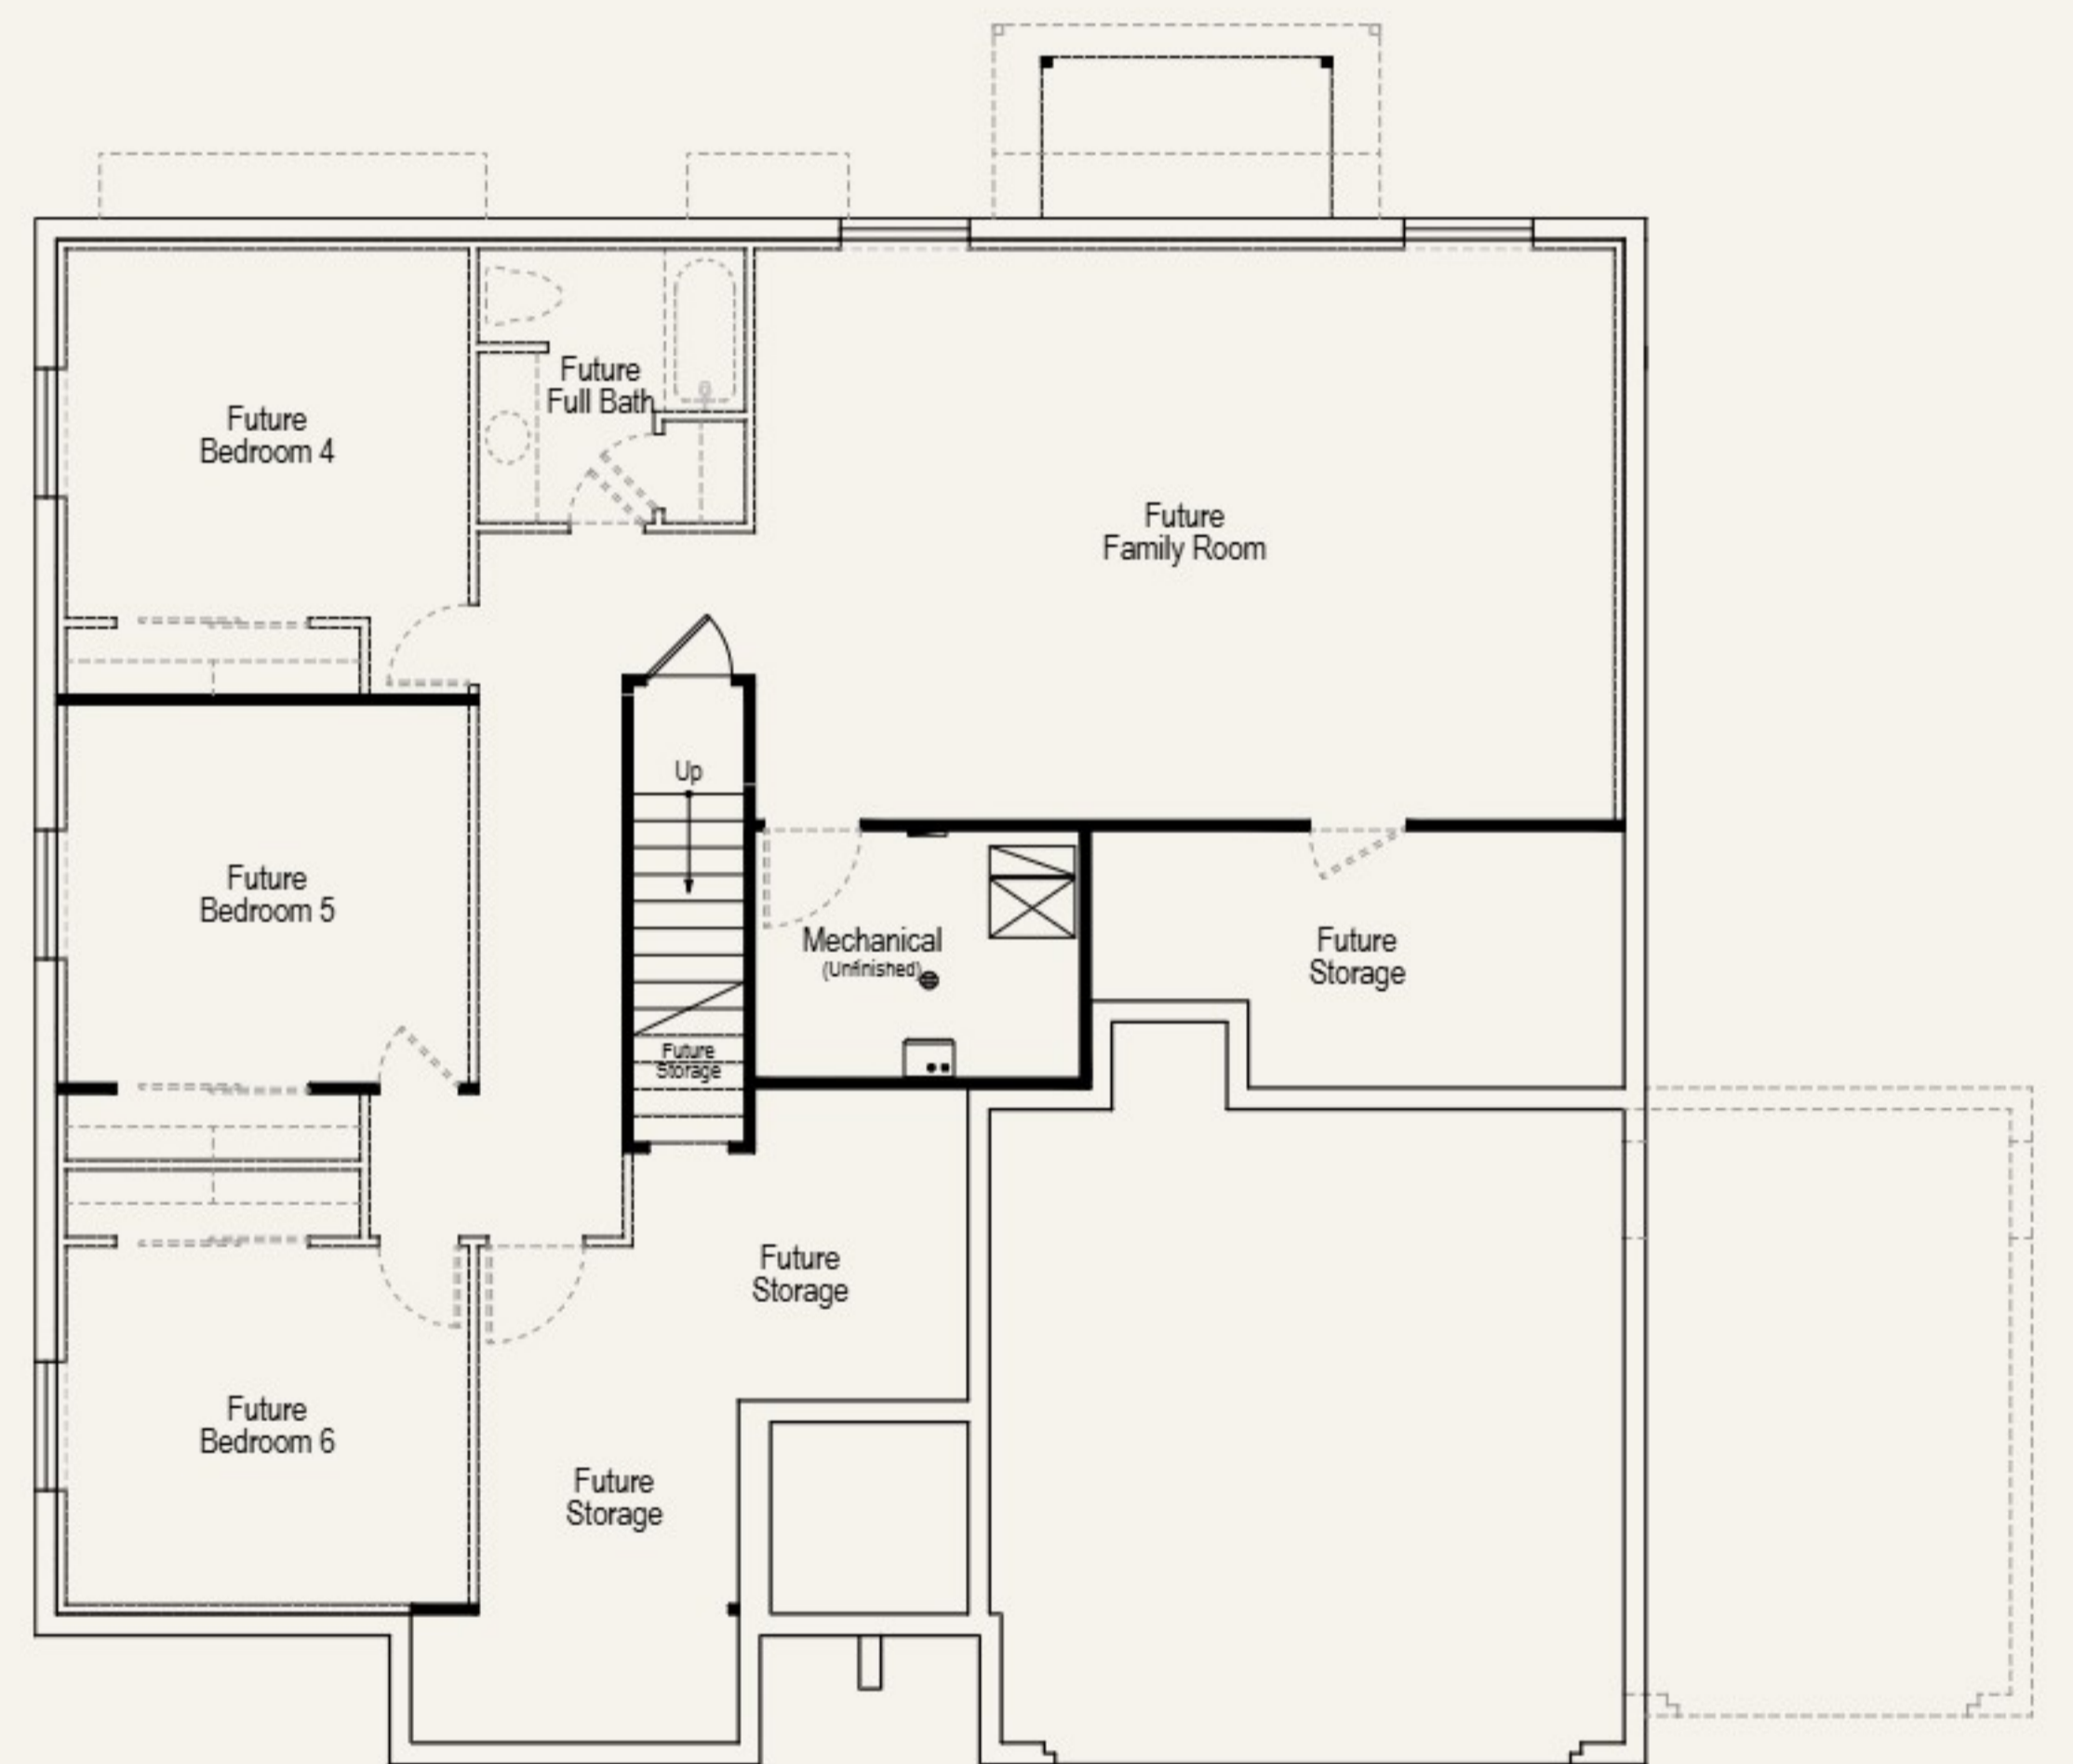 Future
Full Bath
Future
Bedroom 4
Future
Family Room
Up
Future
Bedroom 5
Mechanical
(Unfinished)
Future
Storage
Future
Storage
Future
Storage
Future
Bedroom 6
Future
Storage